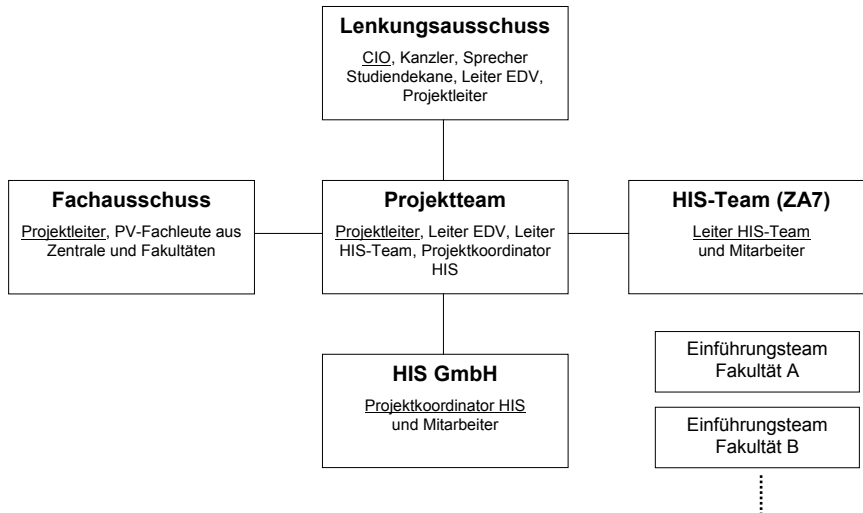 Lenkungsausschuss
CIO, Kanzler, Sprecher
Studiendekane, Leiter EDV,
Projektleiter
Fachausschuss
Projektleiter, PV-Fachleute aus
Zentrale und Fakultäten
Projektteam
Projektleiter, Leiter EDV, Leiter
HIS-Team, Projektkoordinator
HIS
HIS-Team (ZA7)
Leiter HIS-Team
und Mitarbeiter
HIS GmbH
Projektkoordinator HIS
und Mitarbeiter
Einführungsteam
Fakultät A
Einführungsteam
Fakultät B